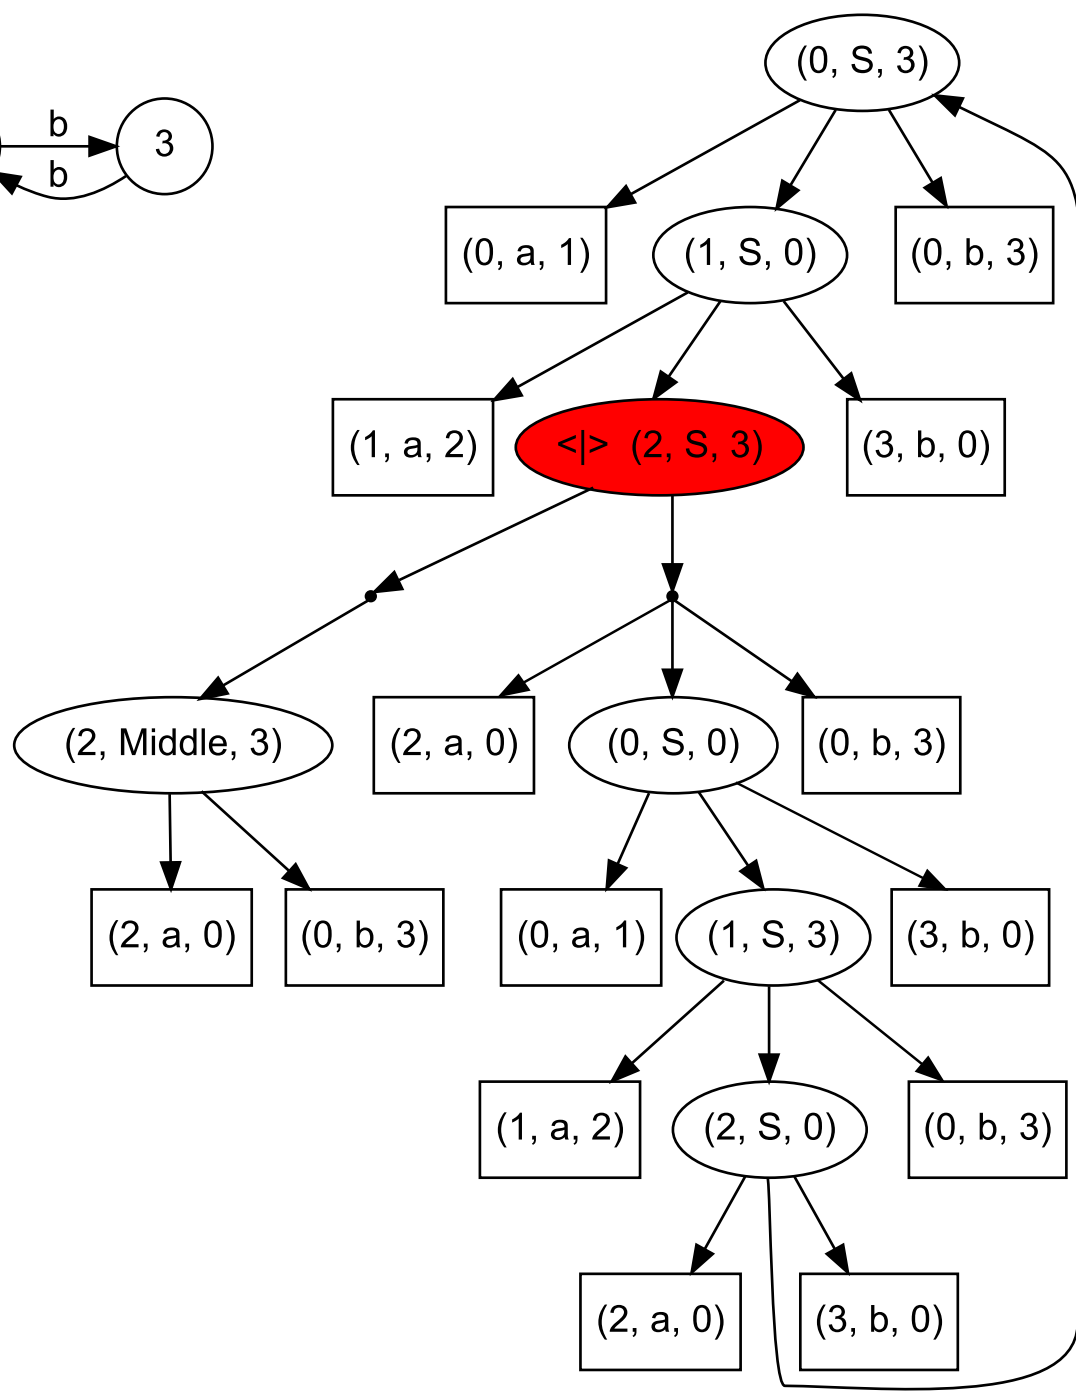 (0, S, 3)
b
3
b
(0, a, 1)
(1, S, 0)
(0, b, 3)
(1, a, 2)
<|> (2, S, 3)
(3, b, 0)
(2, Middle, 3)
(2, a, 0)
(0, S, 0)
(0, b, 3)
(2, a, 0)
(0, b, 3)
(0, a, 1)
(1, S, 3)
(3, b, 0)
(1, a, 2)
(2, S, 0)
(0, b, 3)
(2, a, 0)
(3, b, 0)